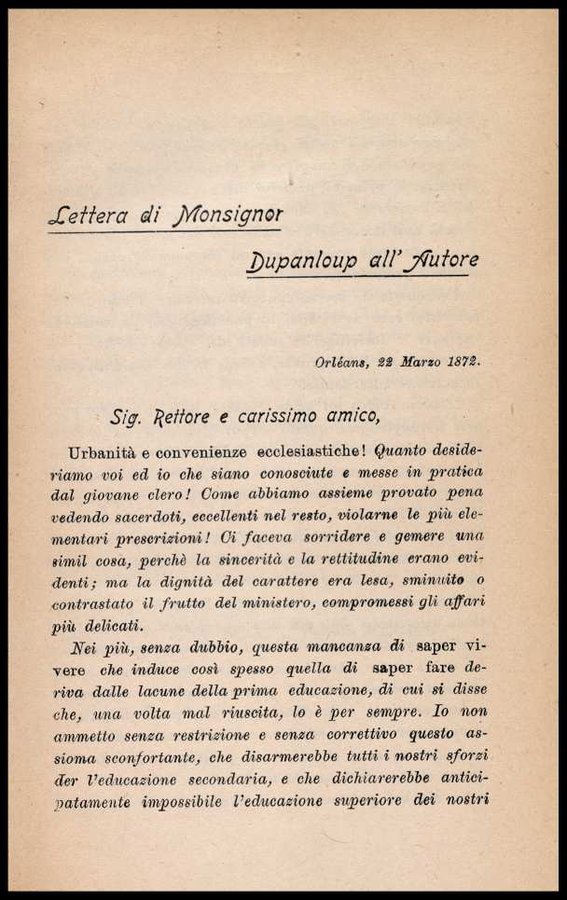 Lettera di Monsignor
Dupanloup all' Autore
Orléans, 22 Marzo 1872.
Sig. Rettore e carissimo amico,
Urbanità e convenienze ecclesiastiche! Quanto deside-
riamo voi ed io che siano conosciute e messe in pratica
dal giovane clero! Come abbiamo assieme provato pena
vedendo sacerdoti, eccellenti nel resto, violarne le più ele-
mentari prescrizioni! Ci faceva sorridere e gemere una
simil cosa, perchè la sincerità e la rettitudine erano evi-
denti; ma la dignità del carattere era lesa, sminuito o
contrastato il frutto del ministero, compromessi gli affari
più delicati.
Nei più, senza dubbio, questa mancanza di saper vi-
vere che induce così spesso quella di saper fare de-
riva dalle lacune della prima educazione, di cui si disse
che, una volta mal riuscita, lo è per sempre. Io non
ammetto senza restrizione e senza correttivo questo as-
sioma sconfortante, che disarmerebbe tutti i nostri sforzi
der l'educazione secondaria, e che dichiarerebbe antici-
patamente impossibile l'educazione superiore dei nostri